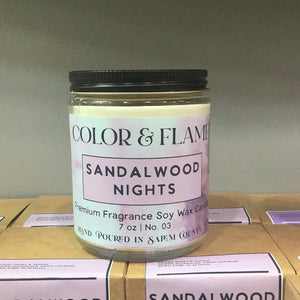 COLOR & FLAME
SANDALWOOD
NIGHTS
Premium Fragrance Soy Wax Candle
7 oz | No. 03
Hand Poured in Salem County
SANDALWOOD
SANDALWOOD